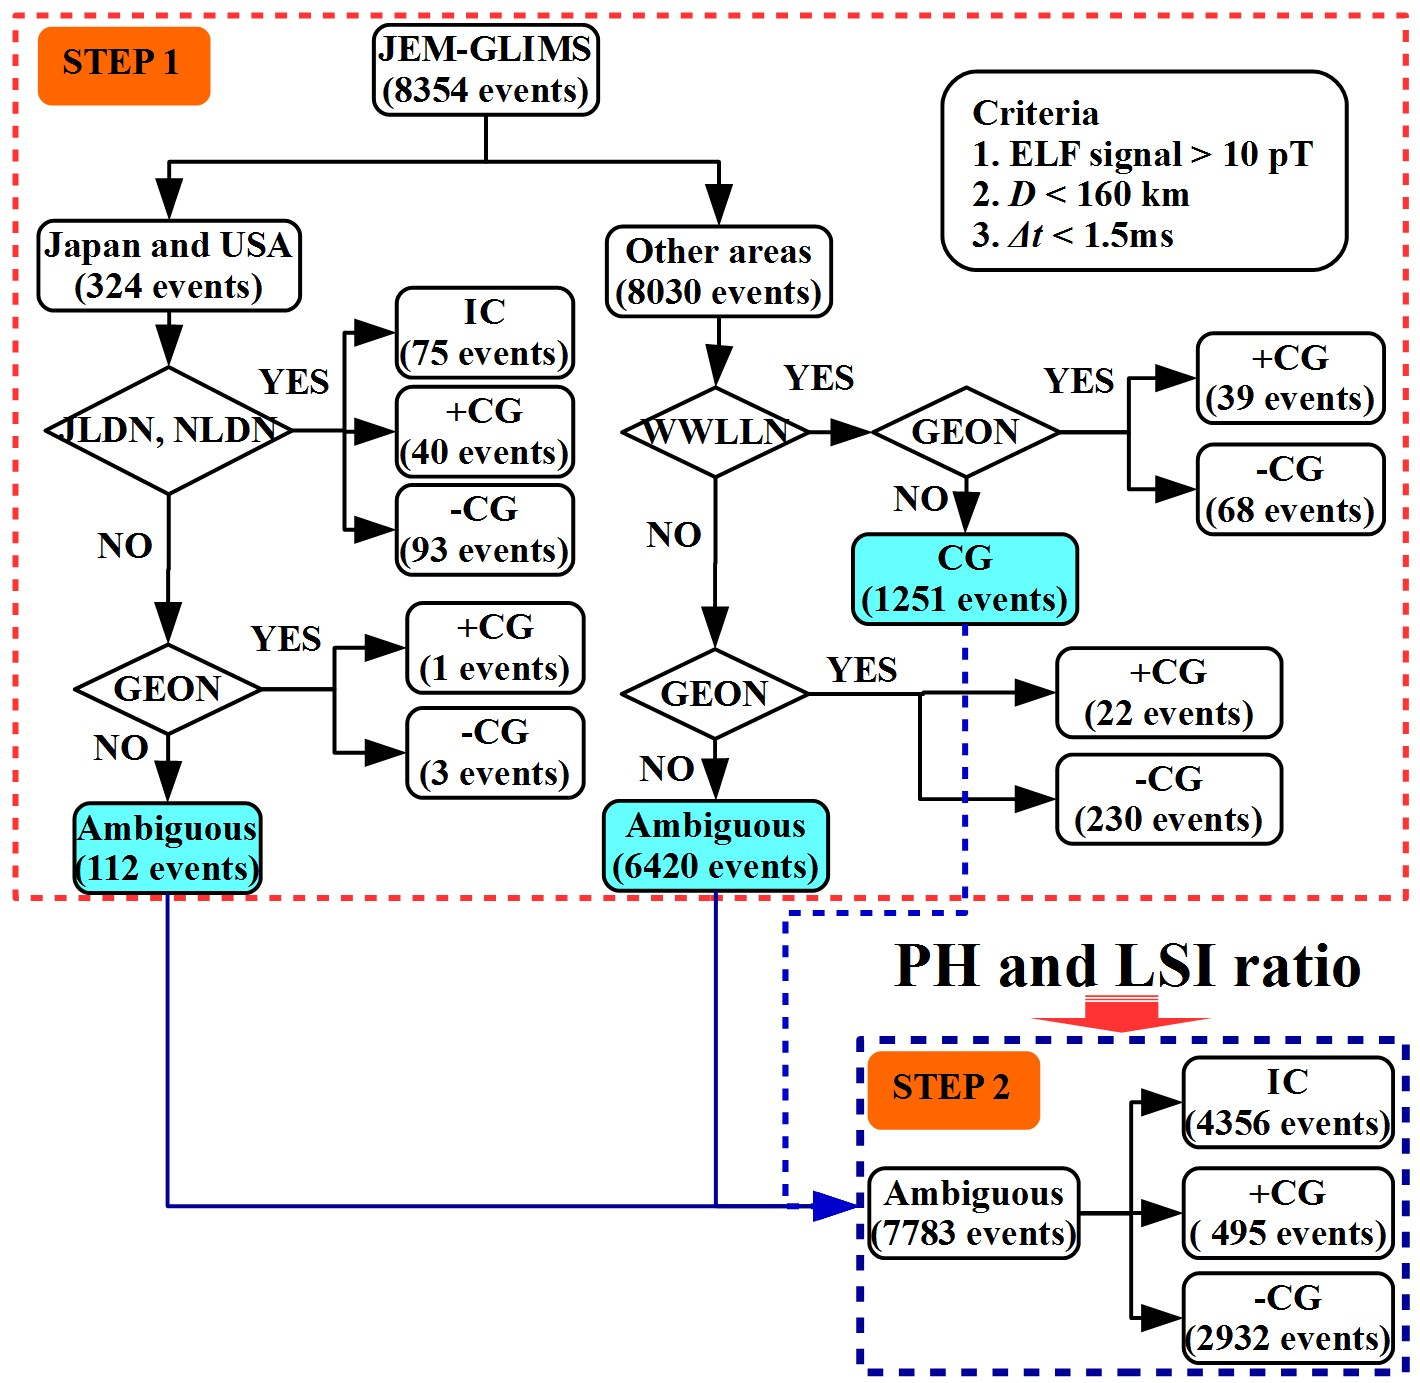 STEP 1
JEM-GLIMS
(8354 events)
Criteria
1. ELF signal > 10 pT
2. D < 160 km
3. Δt < 1.5ms
Japan and USA
(324 events)
Other areas
(8030 events)
IC
(75 events)
YES
+CG
(40 events)
JLDN, NLDN
-CG
(93 events)
NO
YES
WWLLN
GEON
YES
+CG
(39 events)
-CG
(68 events)
NO
NO
CG
(1251 events)
YES
+CG
(1 events)
GEON
-CG
(3 events)
NO
YES
GEON
+CG
(22 events)
NO
-CG
(230 events)
Ambiguous
(112 events)
Ambiguous
(6420 events)
PH and LSI ratio
STEP 2
IC
(4356 events)
Ambiguous
(7783 events)
+CG
( 495 events)
-CG
(2932 events)